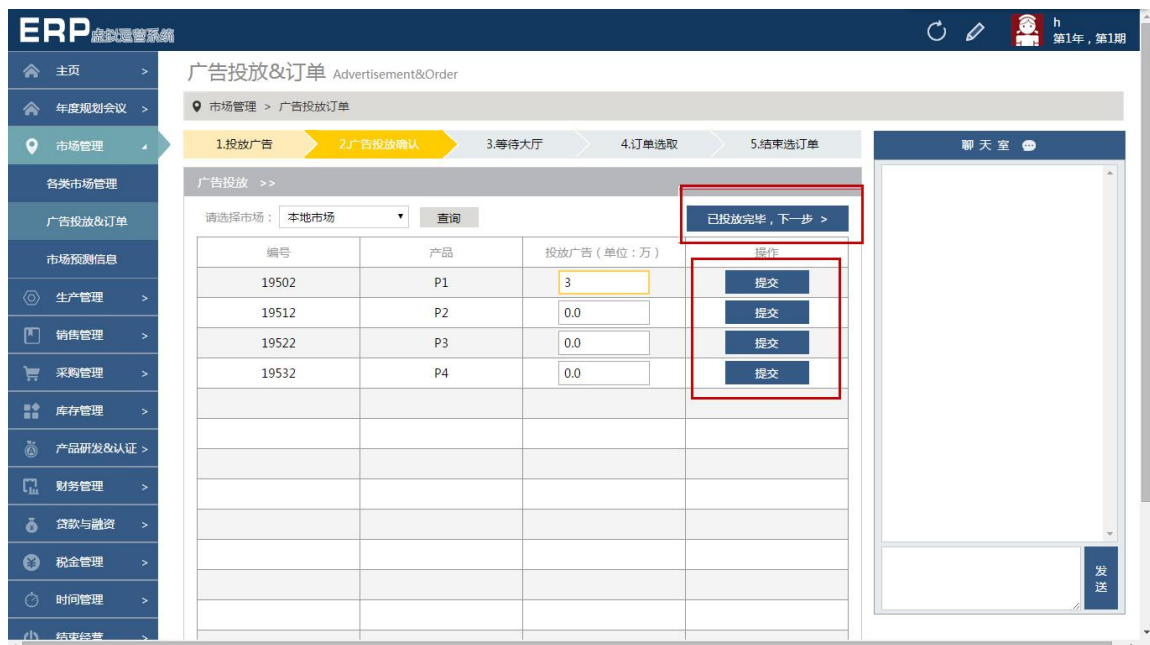 ERP虚拟运营系统
h
第1年，第1期
主页 >
年度规划会议 >
市场管理
各类市场管理
广告投放&订单
市场预测信息
生产管理 >
销售管理 >
采购管理 >
库存管理 >
产品研发&认证 >
财务管理 >
贷款与融资 >
税金管理 >
时间管理 >
结束经营 >
广告投放&订单 Advertisement&Order
市场管理 > 广告投放订单
1.投放广告 2.广告投放确认 3.等待大厅 4.订单选取 5.结束选订单
广告投放 >>
请选择市场： 本地市场 查询 已投放完毕，下一步 >
编号 产品 投放广告（单位：万） 操作
19502 P1 3 提交
19512 P2 0.0 提交
19522 P3 0.0 提交
19532 P4 0.0 提交
聊天室
发送